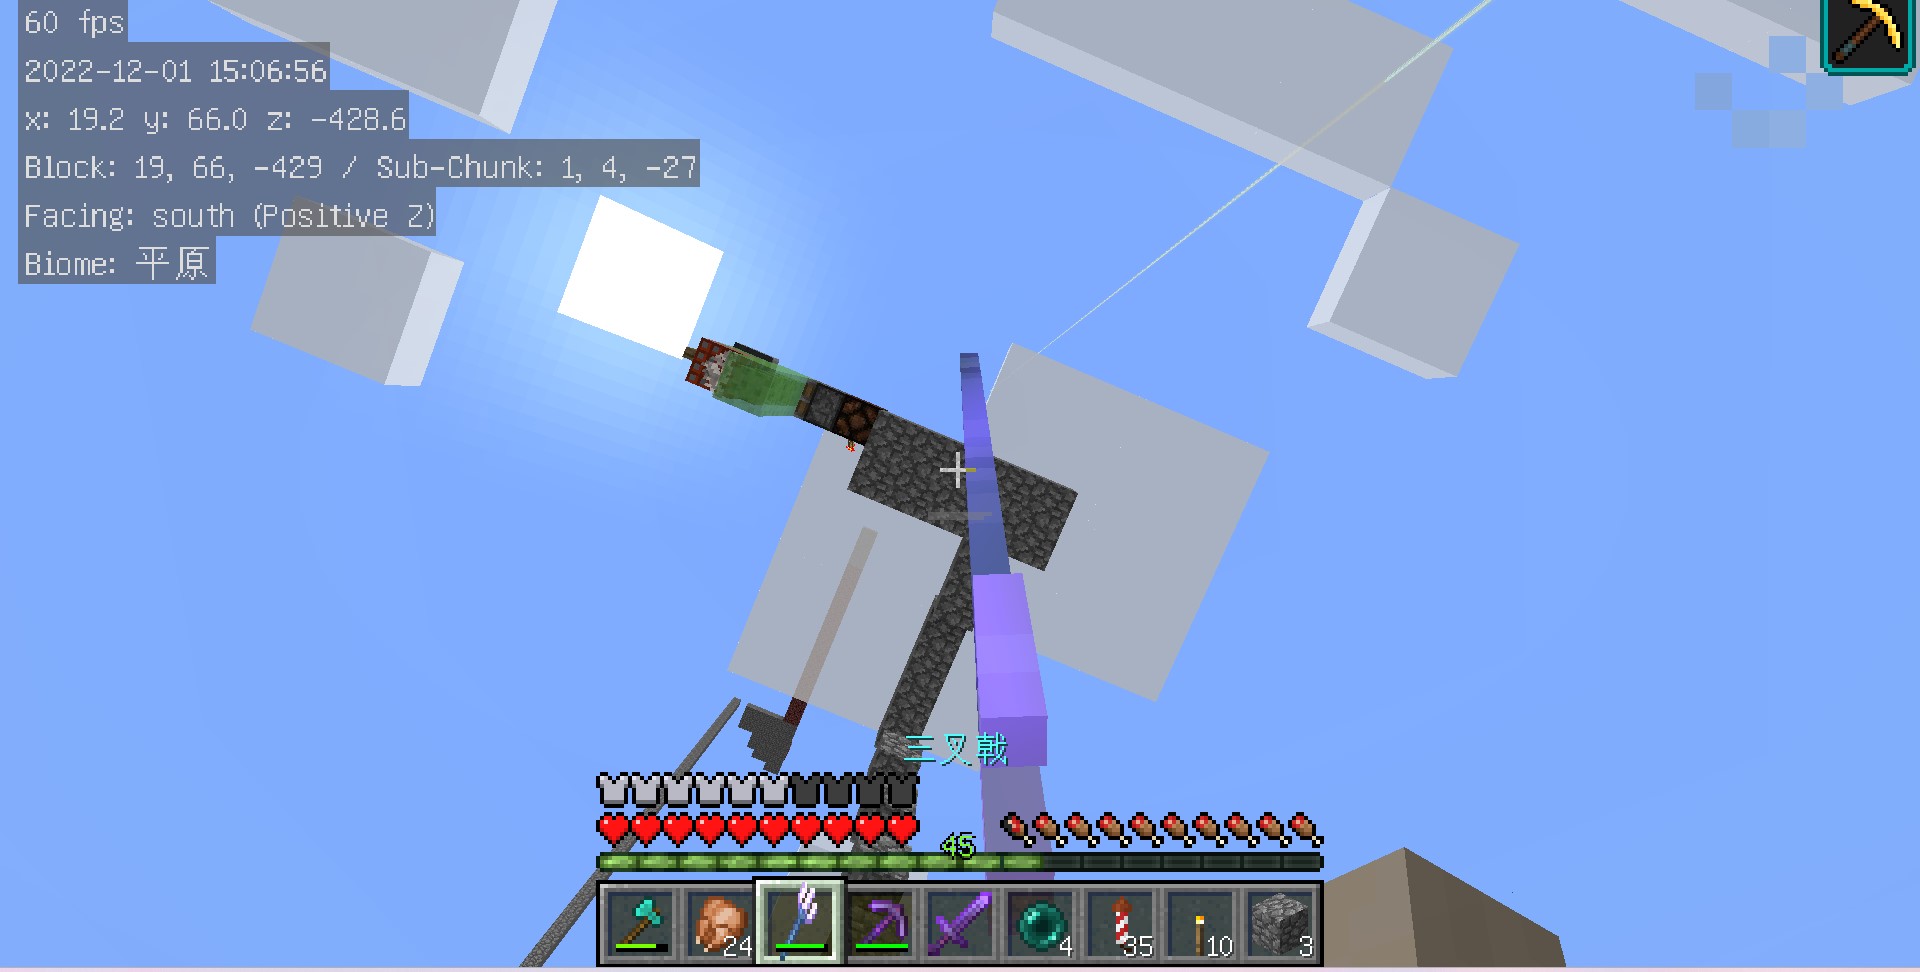 60 fps
2022-12-01 15:06:56
x: 19.2 y: 66.0 z: -428.6
Block: 19, 66, -429 / Sub-Chunk: 1, 4, -27
Facing: south (Positive Z)
Biome: 平原
三叉戟
45
24
4
35
10
3